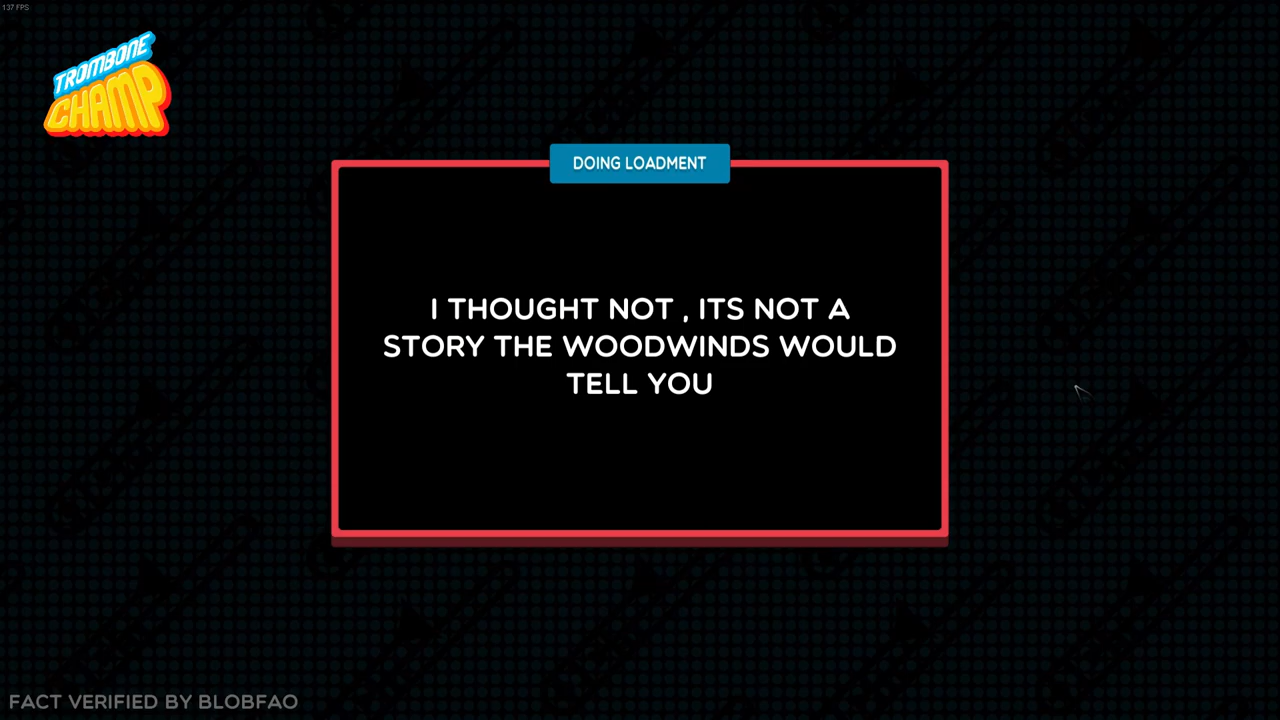 137 FPS
TROMBONE
CHAMP
DOING LOADMENT
I THOUGHT NOT , ITS NOT A
STORY THE WOODWINDS WOULD
TELL YOU
FACT VERIFIED BY BLOBFAO